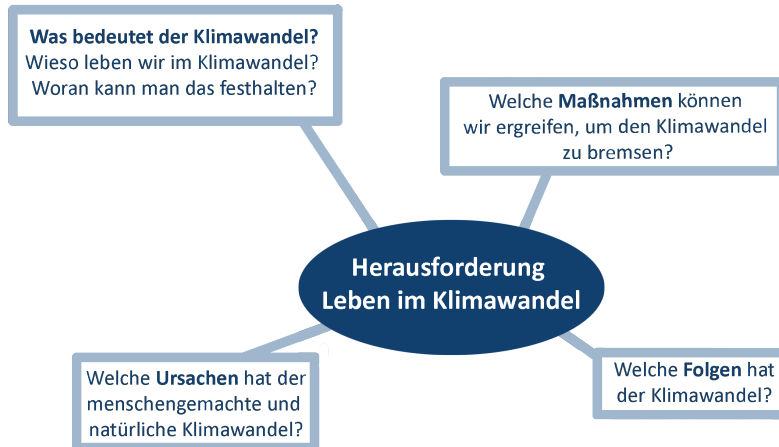 Was bedeutet der Klimawandel?
Wieso leben wir im Klimawandel?
Woran kann man das festhalten?
Welche Maßnahmen können
wir ergreifen, um den Klimawandel
zu bremsen?
Herausforderung
Leben im Klimawandel
Welche Ursachen hat der
menschengemachte und
natürliche Klimawandel?
Welche Folgen hat
der Klimawandel?